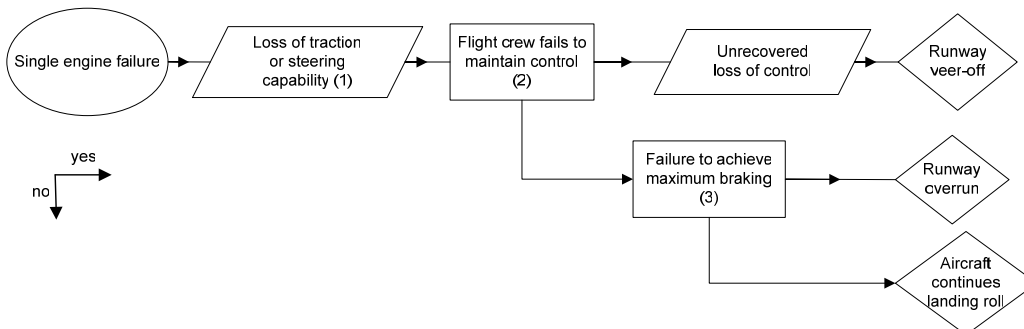 Single engine failure
Loss of traction
or steering
capability (1)
Flight crew fails to
maintain control
(2)
Unrecovered
loss of control
Runway
veer-off
yes
no
Failure to achieve
maximum braking
(3)
Runway
overrun
Aircraft
continues
landing roll